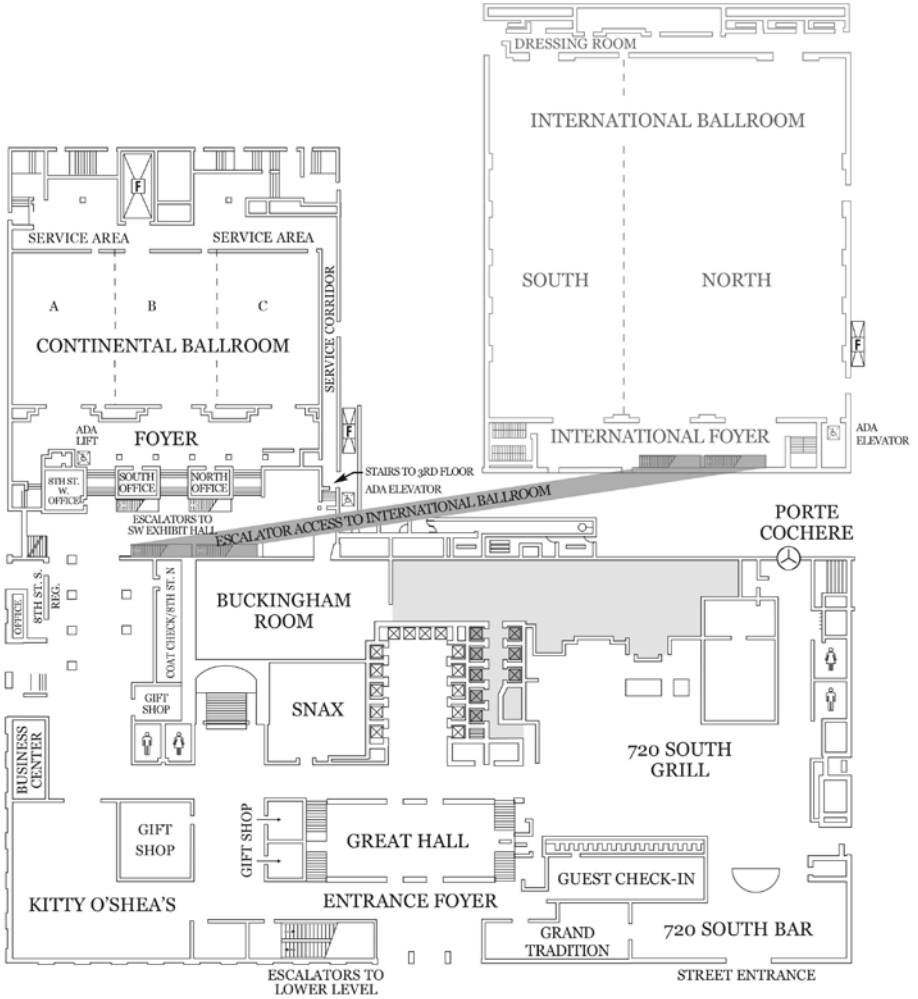 DRESSING ROOM
INTERNATIONAL BALLROOM
F
SERVICE AREA
SERVICE AREA
SOUTH
NORTH
A
B
C
SERVICE CORRIDOR
CONTINENTAL BALLROOM
F
F
ADA
LIFT
FOYER
INTERNATIONAL FOYER
ADA
ELEVATOR
STAIRS TO 3RD FLOOR
8TH ST.
W.
OFFICE
SOUTH
OFFICE
NORTH
OFFICE
ADA ELEVATOR
ESCALATORS TO
SW EXHIBIT HALL
ESCALATOR ACCESS TO INTERNATIONAL BALLROOM
PORTE
COCHERE
OFFICE
8TH ST. S.
REG.
COAT CHECK/8TH ST. N
BUCKINGHAM
ROOM
GIFT
SHOP
SNAX
BUSINESS
CENTER
720 SOUTH
GRILL
GIFT
SHOP
GIFT SHOP
GREAT HALL
GUEST CHECK-IN
KITTY O'SHEA'S
ENTRANCE FOYER
GRAND
TRADITION
720 SOUTH BAR
ESCALATORS TO
LOWER LEVEL
STREET ENTRANCE